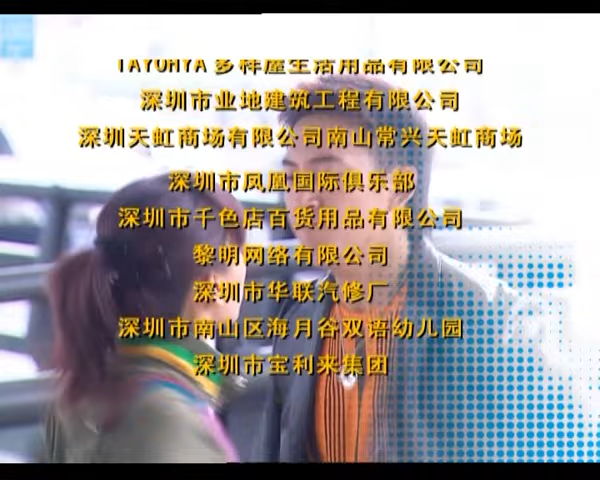 TAYOHYA 多样屋生活用品有限公司
深圳市业地建筑工程有限公司
深圳天虹商场有限公司南山常兴天虹商场
深圳市凤凰国际俱乐部
深圳市千色店百货用品有限公司
黎明网络有限公司
深圳市华联汽修厂
深圳市南山区海月谷双语幼儿园
深圳市宝利来集团